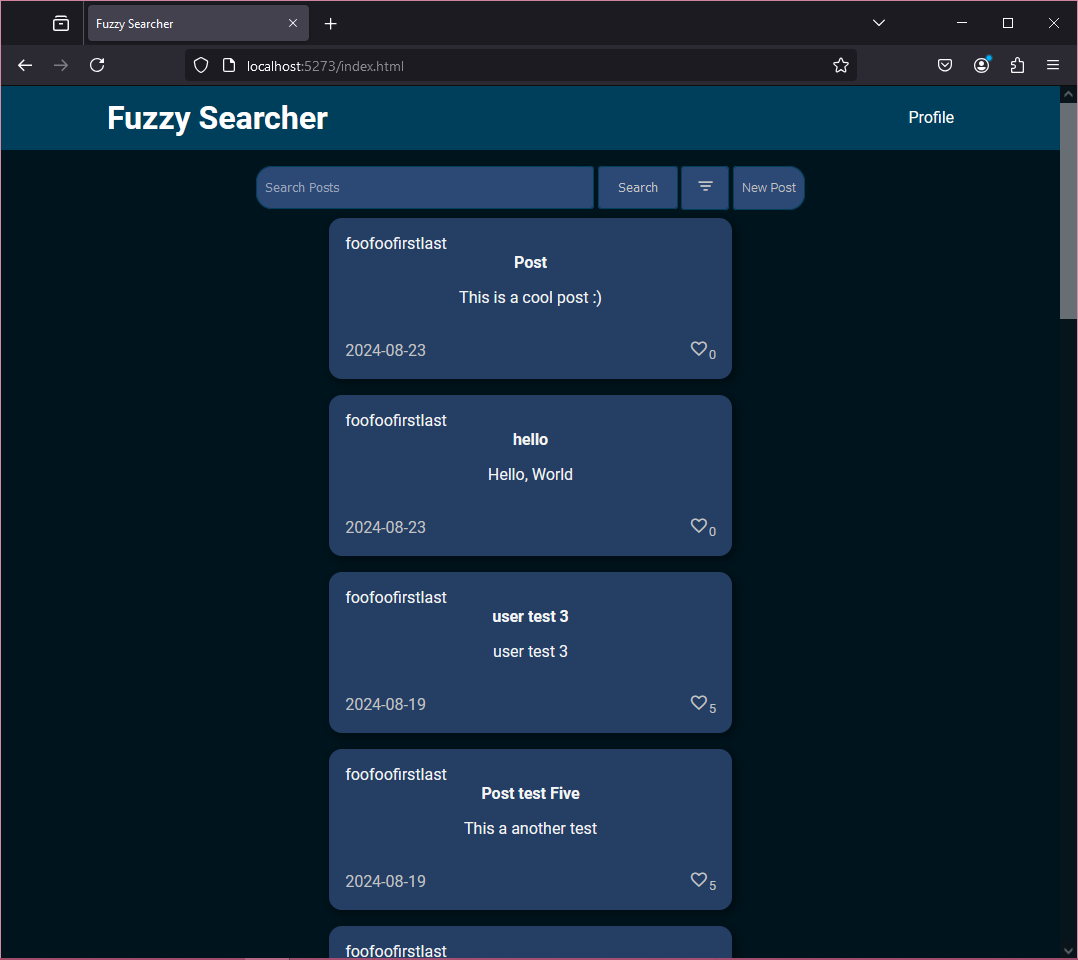 Fuzzy Searcher
localhost:5273/index.html
Fuzzy Searcher
Profile
Search Posts
Search
New Post
foofoofirstlast
Post
This is a cool post :)
2024-08-23
0
foofoofirstlast
hello
Hello, World
2024-08-23
0
foofoofirstlast
user test 3
user test 3
2024-08-19
5
foofoofirstlast
Post test Five
This a another test
2024-08-19
5
foofoofirstlast